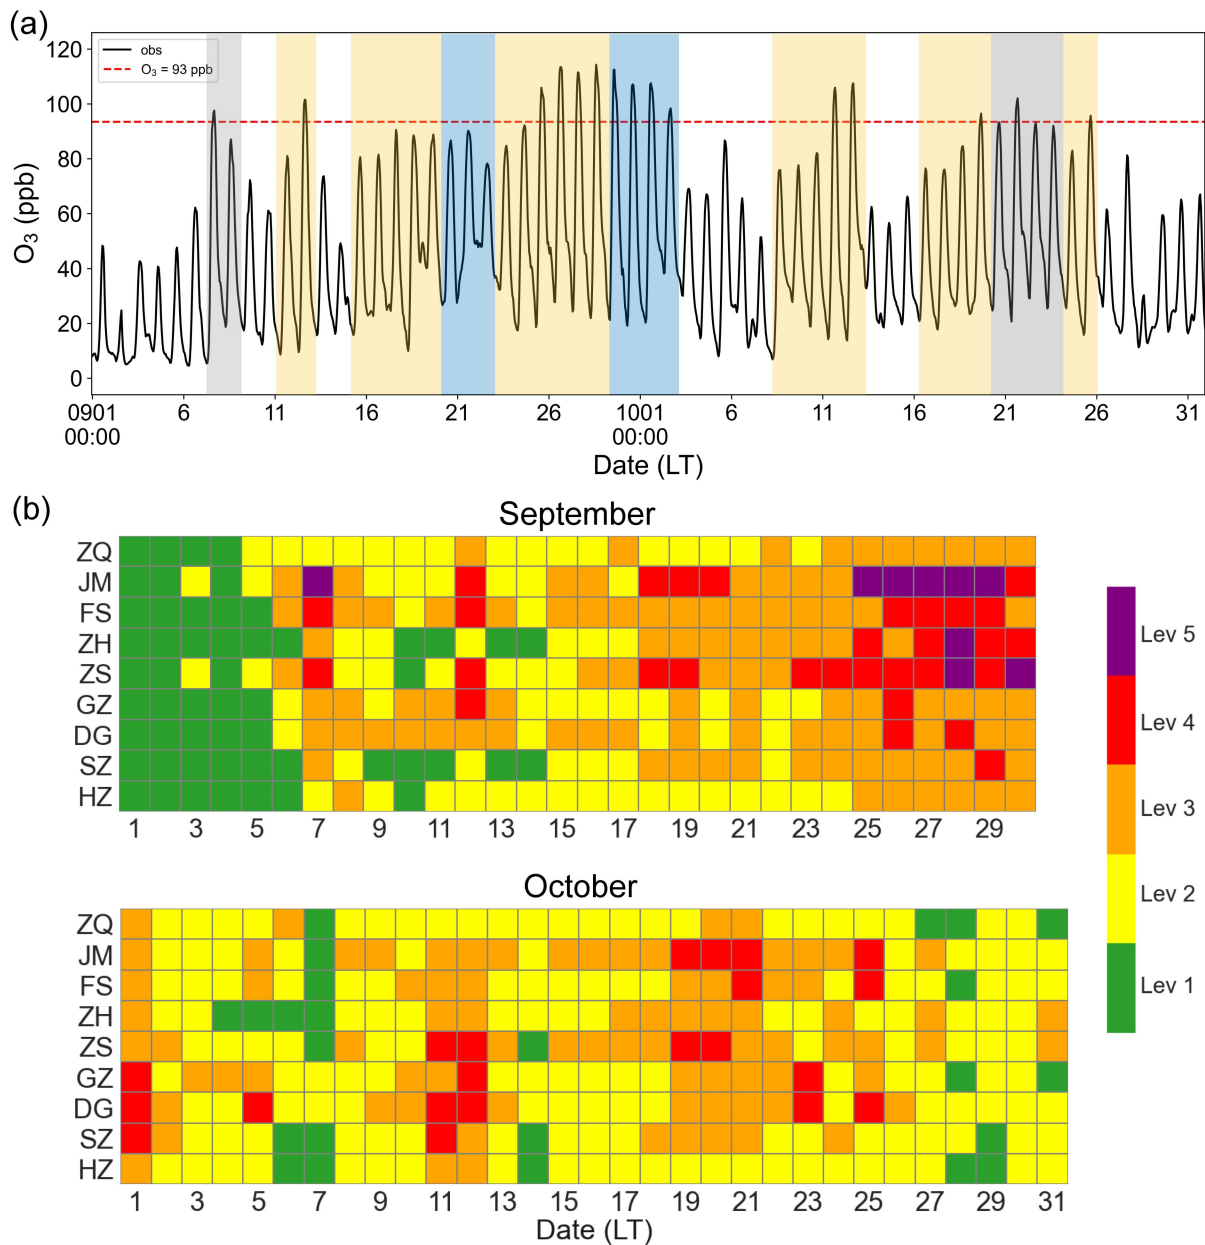 (a)
120
100
80
60
40
20
0
O₃ (ppb)
obs
O₃ = 93 ppb
0901 6 11 16 21 26 1001 6 11 16 21 26 31
00:00 00:00
Date (LT)
(b)
September
ZQ
JM
FS
ZH
ZS
GZ
DG
SZ
HZ
1 3 5 7 9 11 13 15 17 19 21 23 25 27 29
Lev 5
Lev 4
Lev 3
Lev 2
Lev 1
October
ZQ
JM
FS
ZH
ZS
GZ
DG
SZ
HZ
1 3 5 7 9 11 13 15 17 19 21 23 25 27 29 31
Date (LT)